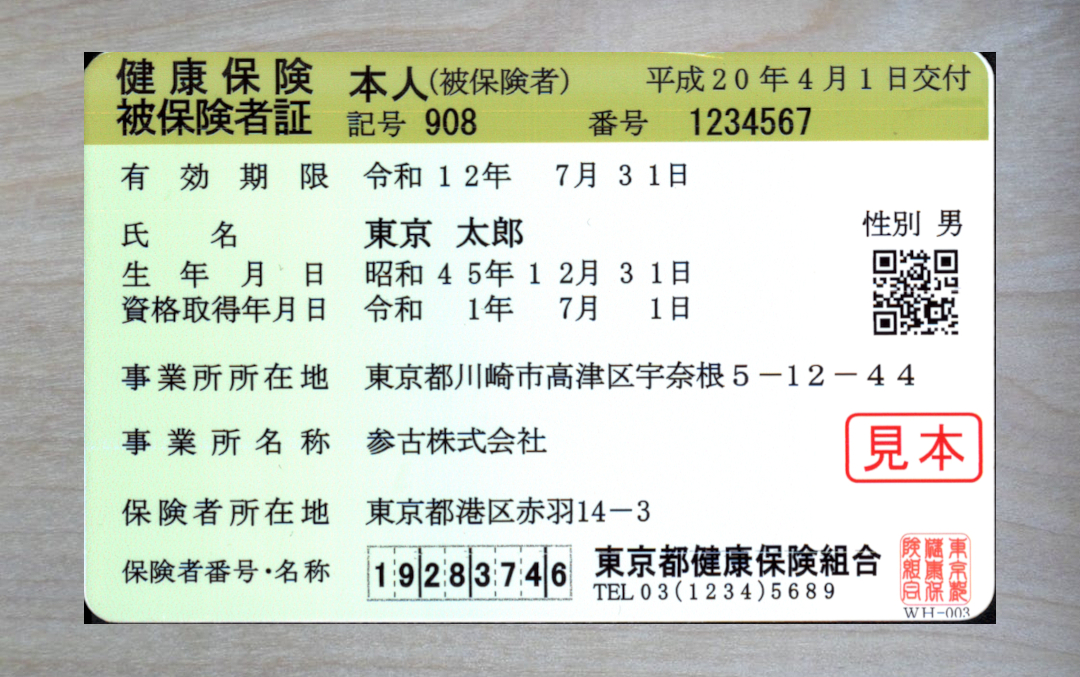 健康保険 本人(被保険者) 平成20年4月1日交付
被保険者証 記号 908 番号 1234567
有効期限 令和12年 7月31日
氏名 東京 太郎 性別 男
生年月日 昭和45年12月31日
資格取得年月日 令和 1年 7月 1日
事業所所在地 東京都川崎市高津区宇奈根5-12-44
事業所名称 参古株式会社
見本
保険者所在地 東京都港区赤羽14-3
保険者番号・名称 19283746 東京都健康保険組合
TEL03(1234)5689
東京都健康保険組合
WH-003